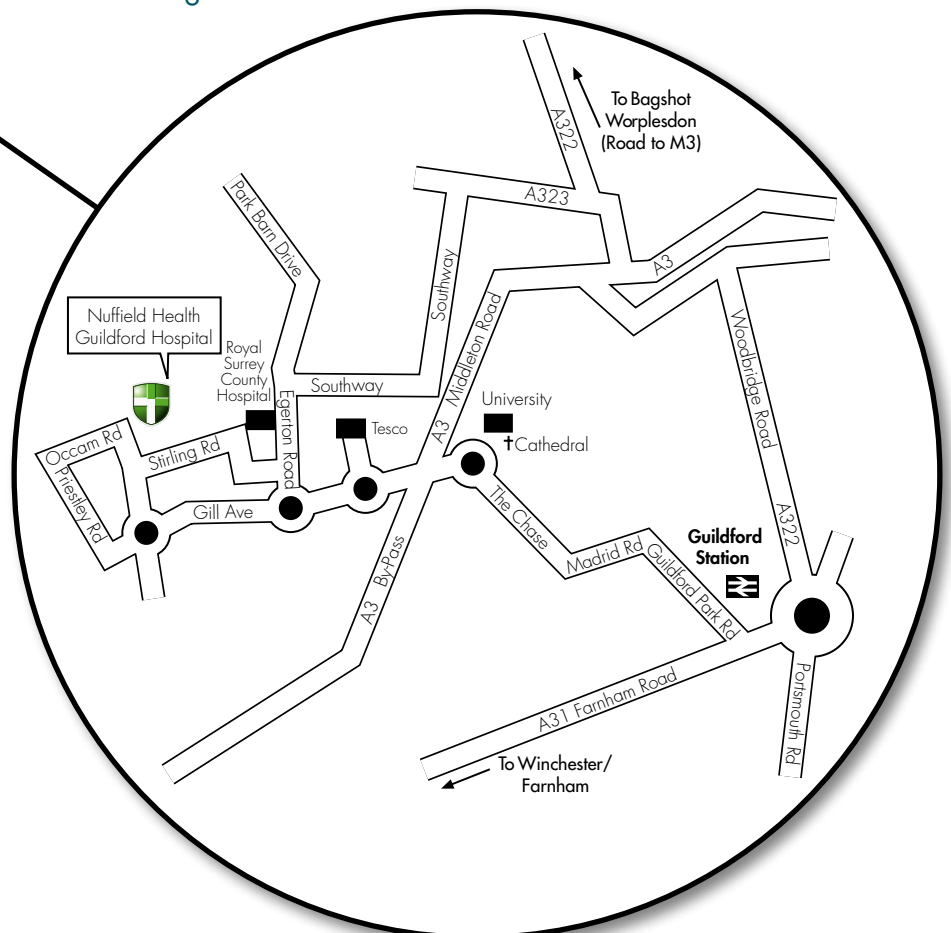 To Bagshot
Worplesdon
(Road to M3)
A322
A323
Park Barn Drive
Southway
A3
Middleton Road
A3
Nuffield Health
Guildford Hospital
Royal
Surrey
County
Hospital
Southway
Egerton Road
Tesco
University
✝Cathedral
Woodbridge Road
A322
Occam Rd
Stirling Rd
Priestley Rd
Gill Ave
The Chase
Madrid Rd
Guildford Park Rd
Guildford
Station
A3 By-Pass
A31 Farnham Road
Portsmouth Rd
To Winchester/
Farnham